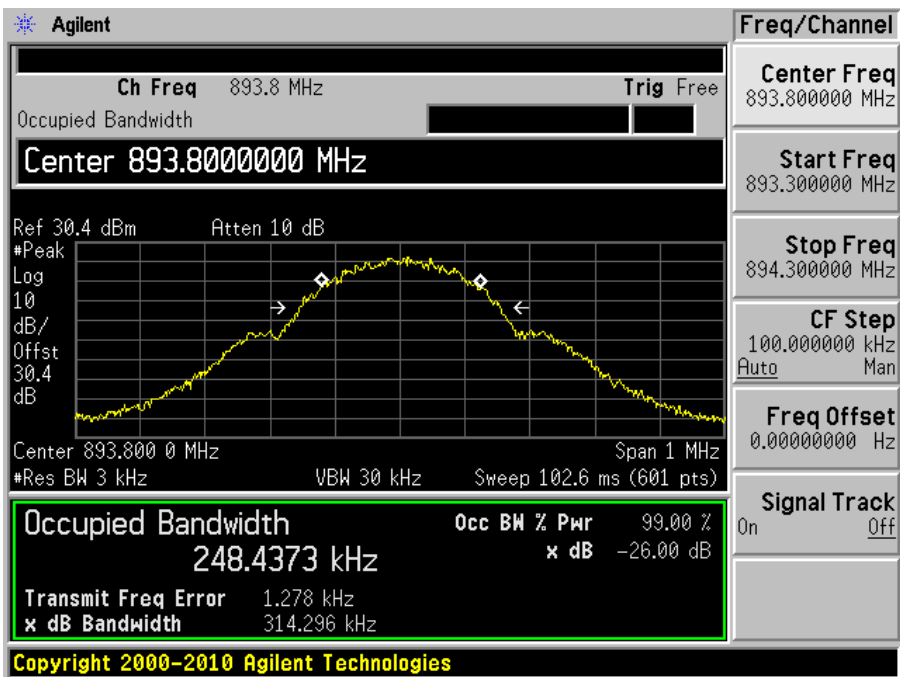 Agilent
Freq/Channel
Ch Freq 893.8 MHz Trig Free
Occupied Bandwidth
Center 893.8000000 MHz
Ref 30.4 dBm Atten 10 dB
#Peak
Log
10
dB/
Offst
30.4
dB
Center 893.800 0 MHz Span 1 MHz
#Res BW 3 kHz VBW 30 kHz Sweep 102.6 ms (601 pts)
Occupied Bandwidth
248.4373 kHz
Occ BW % Pwr 99.00 %
x dB -26.00 dB
Transmit Freq Error 1.278 kHz
x dB Bandwidth 314.296 kHz
Center Freq
893.800000 MHz
Start Freq
893.300000 MHz
Stop Freq
894.300000 MHz
CF Step
100.000000 kHz
Auto Man
Freq Offset
0.00000000 Hz
Signal Track
On Off
Copyright 2000-2010 Agilent Technologies